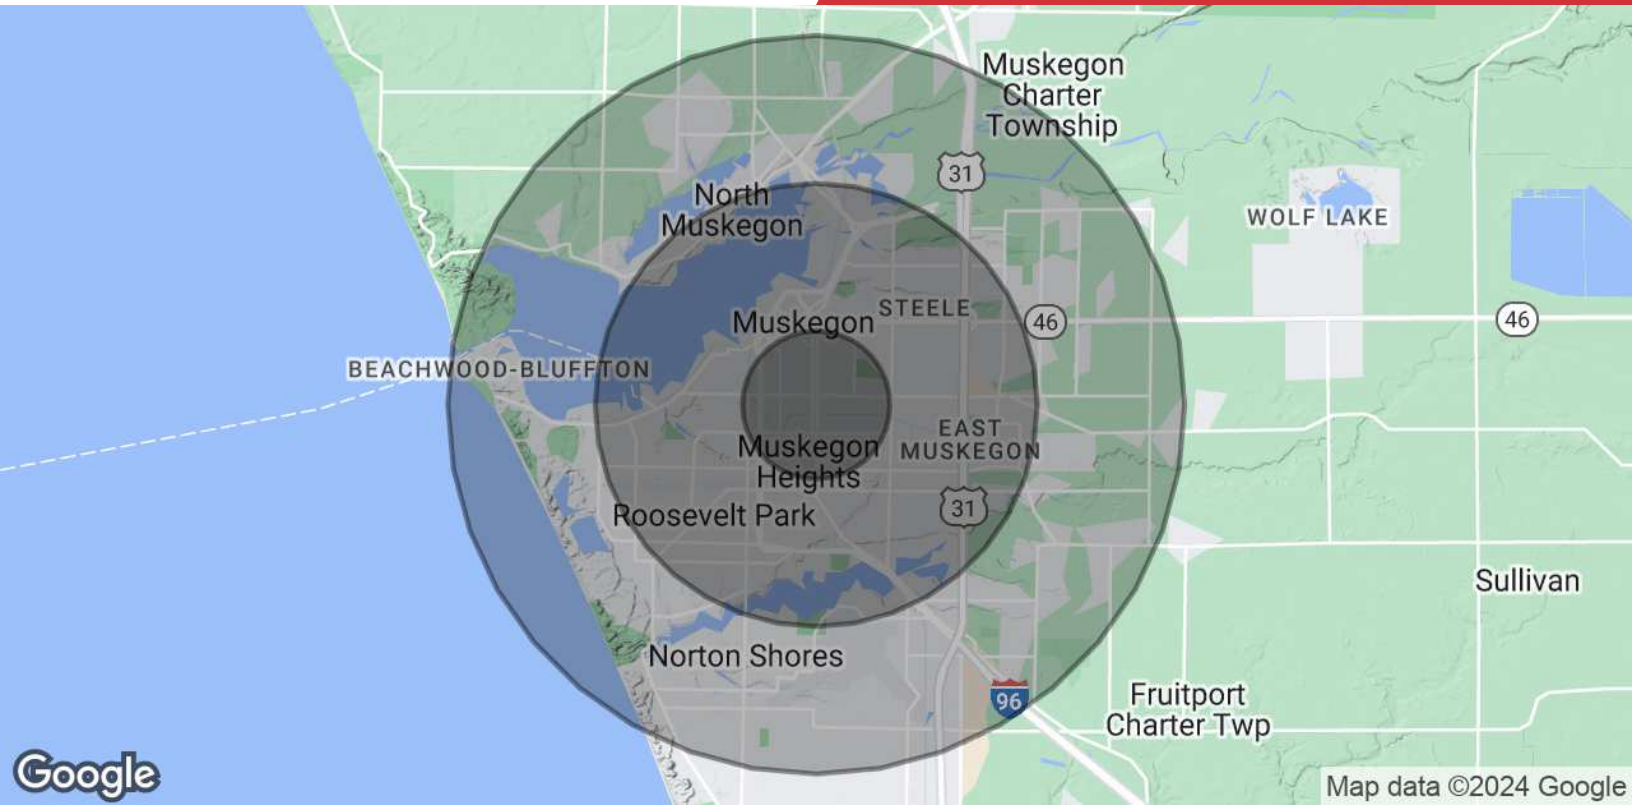 Muskegon
Charter
Township
31
North
Muskegon
WOLF LAKE
STEELE
Muskegon
46
46
BEACHWOOD-BLUFFTON
EAST
MUSKEGON
Muskegon
Heights
31
Roosevelt Park
Sullivan
Norton Shores
96
Fruitport
Charter Twp
Google
Map data ©2024 Google